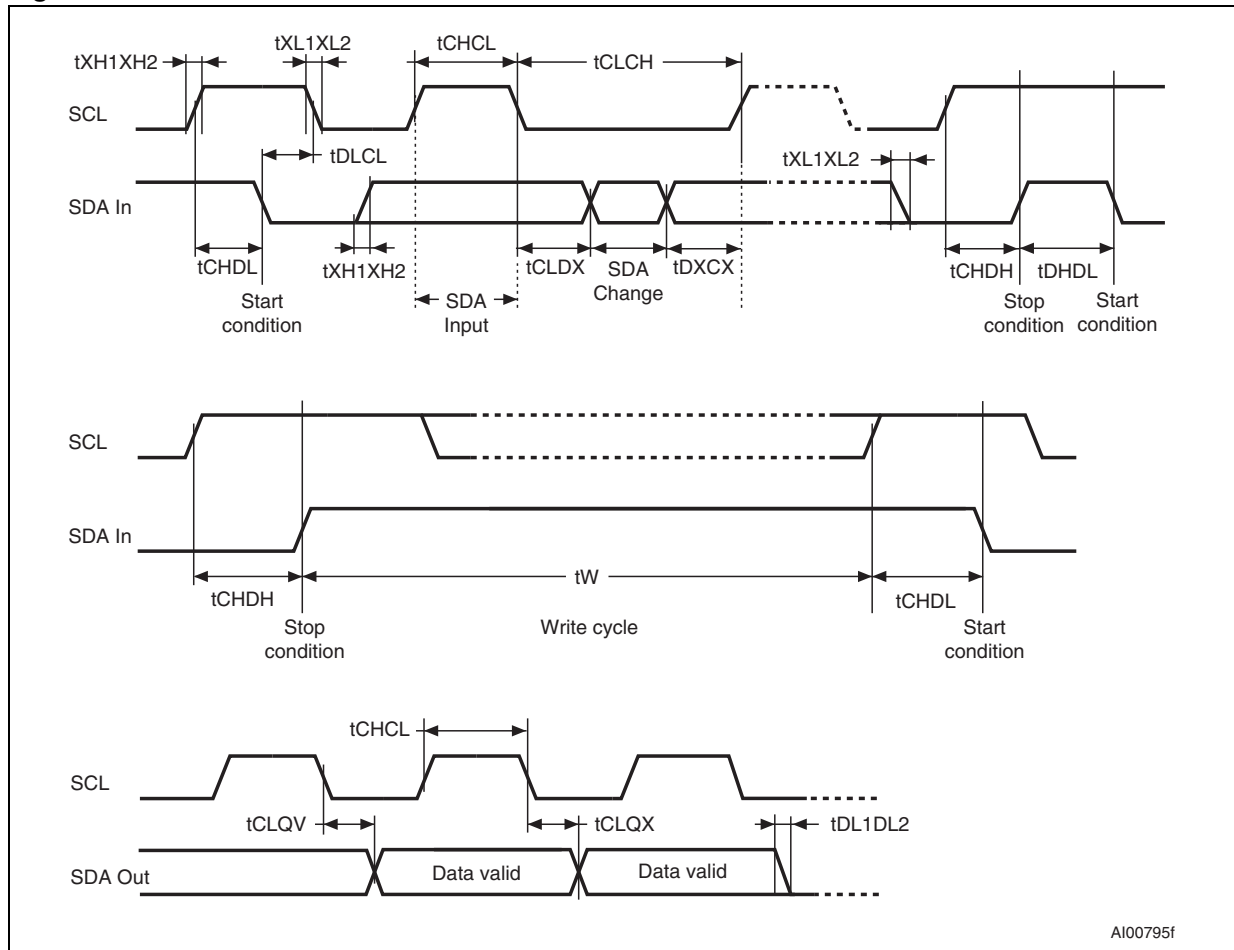 tXH1XH2
tXL1XL2
tCHCL
tCLCH
SCL
tDLCL
tXL1XL2
SDA In
tCHDL
tXH1XH2
tCLDX
SDA
Change
tDXCX
tCHDH
tDHDL
Start
condition
SDA
Input
Stop
condition
Start
condition
SCL
SDA In
tCHDH
tW
tCHDL
Stop
condition
Write cycle
Start
condition
tCHCL
SCL
tCLQV
tCLQX
tDL1DL2
SDA Out
Data valid
Data valid
AI00795f